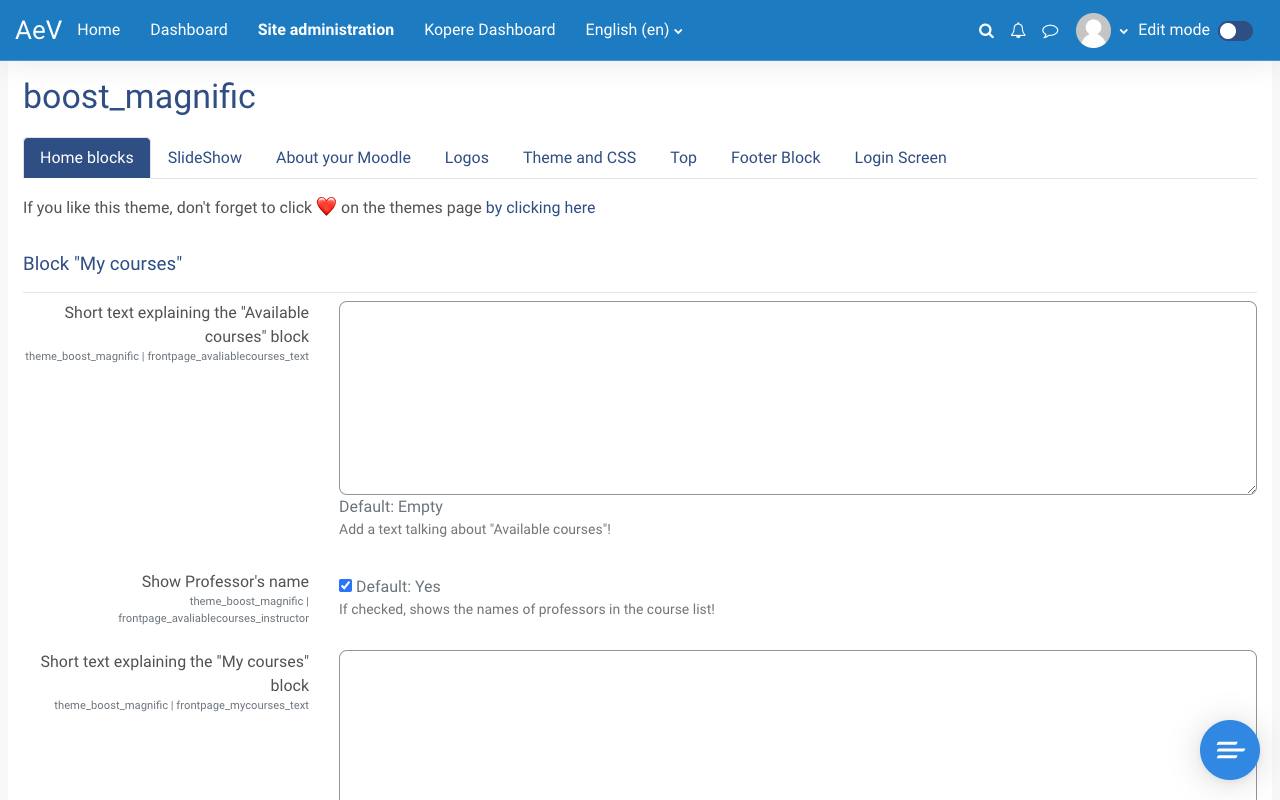 AeV Home Dashboard Site administration Kopere Dashboard English (en) Edit mode
boost_magnific
Home blocks SlideShow About your Moodle Logos Theme and CSS Top Footer Block Login Screen
If you like this theme, don't forget to click ❤️ on the themes page by clicking here
Block "My courses"
Short text explaining the "Available
courses" block
theme_boost_magnific | frontpage_avaliablecourses_text
Default: Empty
Add a text talking about "Available courses"!
Show Professor's name
theme_boost_magnific |
frontpage_avaliablecourses_instructor
Default: Yes
If checked, shows the names of professors in the course list!
Short text explaining the "My courses"
block
theme_boost_magnific | frontpage_mycourses_text